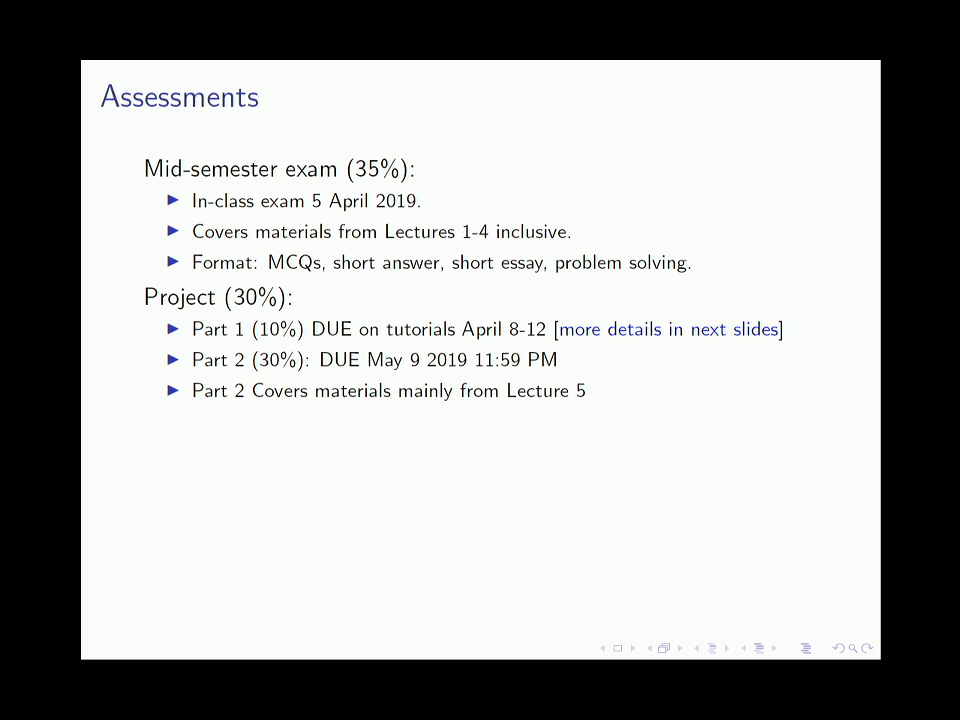 Assessments
Mid-semester exam (35%):
In-class exam 5 April 2019.
Covers materials from Lectures 1-4 inclusive.
Format: MCQs, short answer, short essay, problem solving.
Project (30%):
Part 1 (10%) DUE on tutorials April 8-12 [more details in next slides]
Part 2 (30%): DUE May 9 2019 11:59 PM
Part 2 Covers materials mainly from Lecture 5